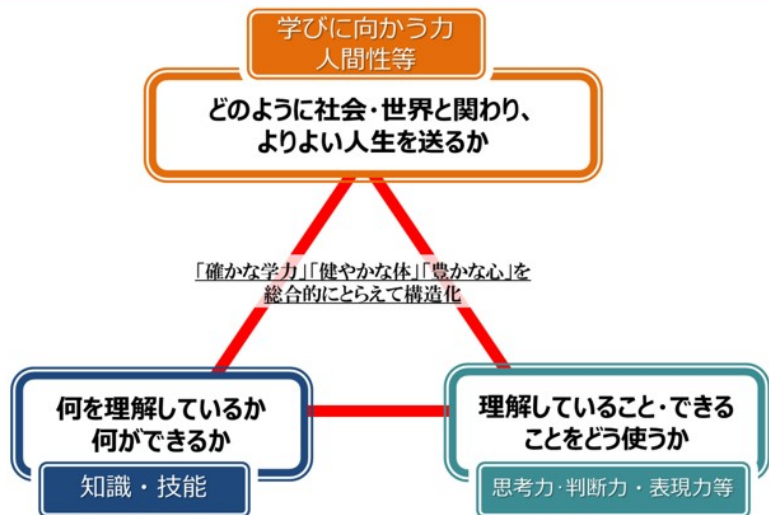 学びに向かう力
人間性等
どのように社会・世界と関わり、
よりよい人生を送るか
「確かな学力」「健やかな体」「豊かな心」を
総合的にとらえて構造化
何を理解しているか
何ができるか
知識・技能
理解していること・できる
ことをどう使うか
思考力・判断力・表現力等